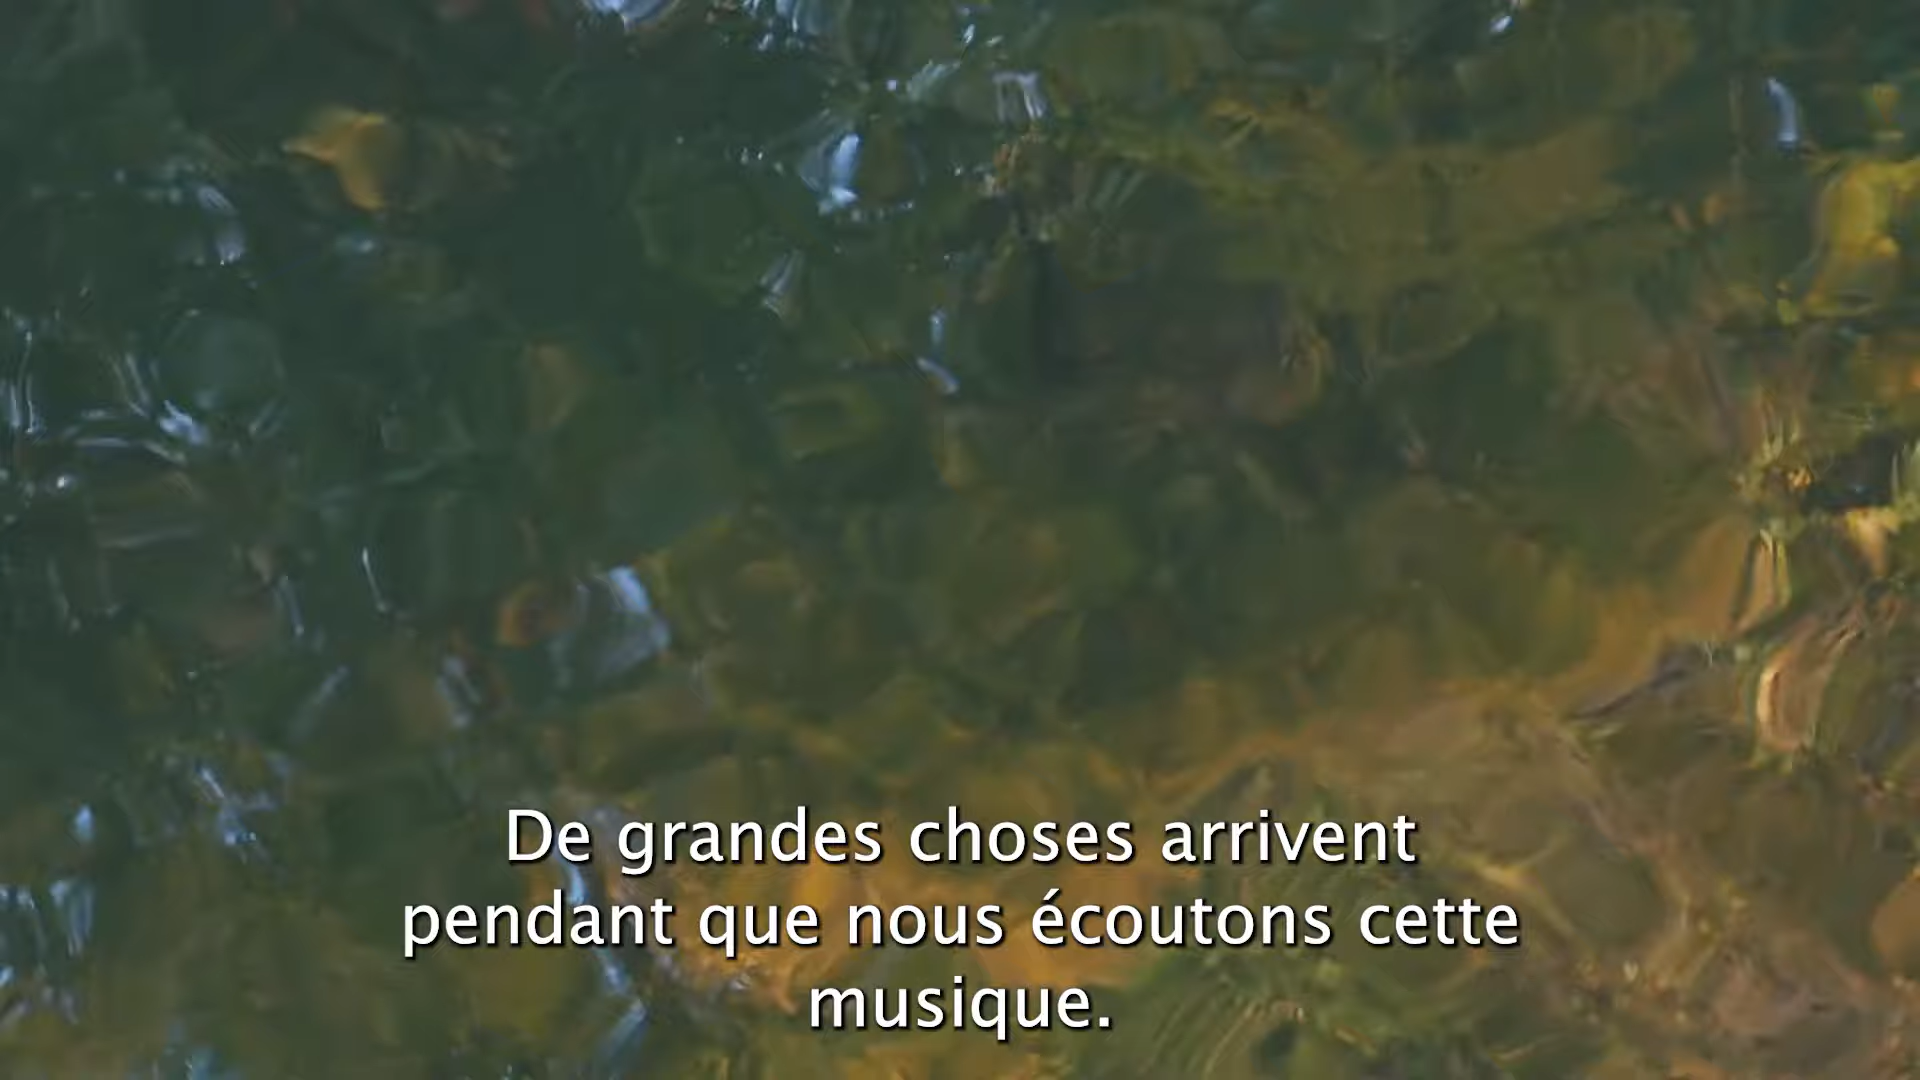 De grandes choses arrivent
pendant que nous écoutons cette
musique.